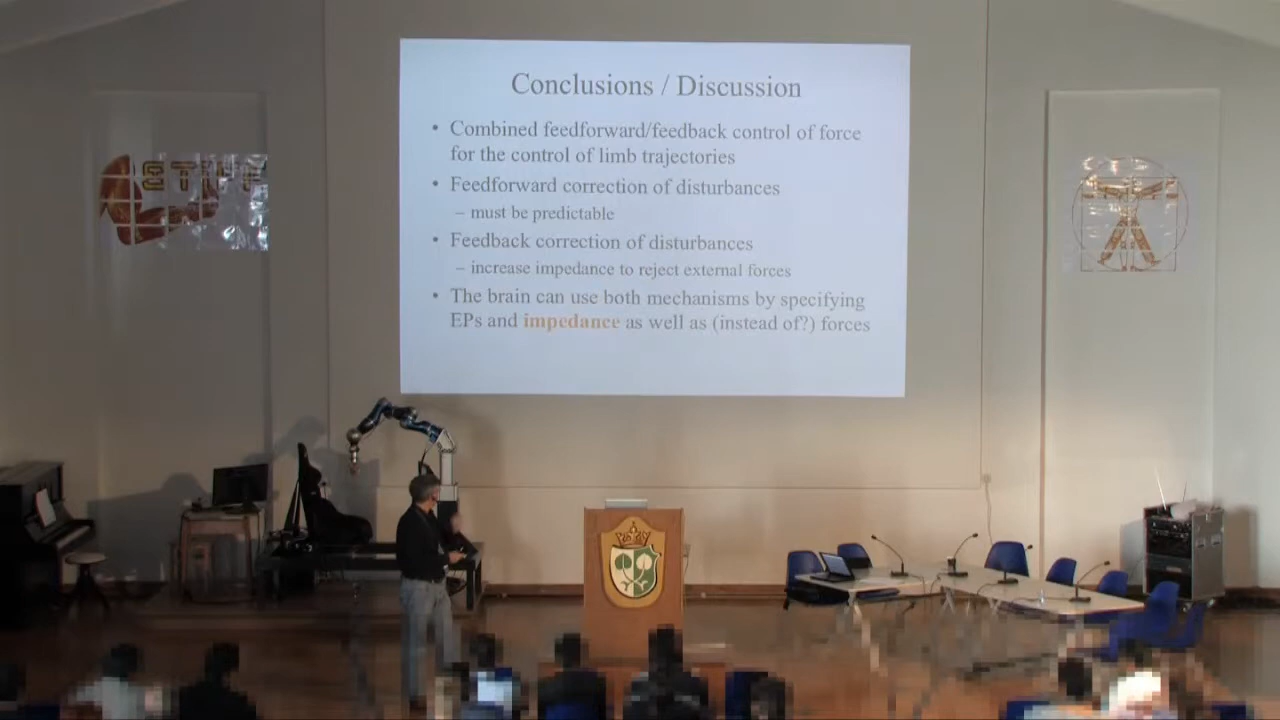 Conclusions / Discussion
• Combined feedforward/feedback control of force
for the control of limb trajectories
• Feedforward correction of disturbances
– must be predictable
• Feedback correction of disturbances
– increase impedance to reject external forces
• The brain can use both mechanisms by specifying
EPs and impedance as well as (instead of?) forces
STIFF